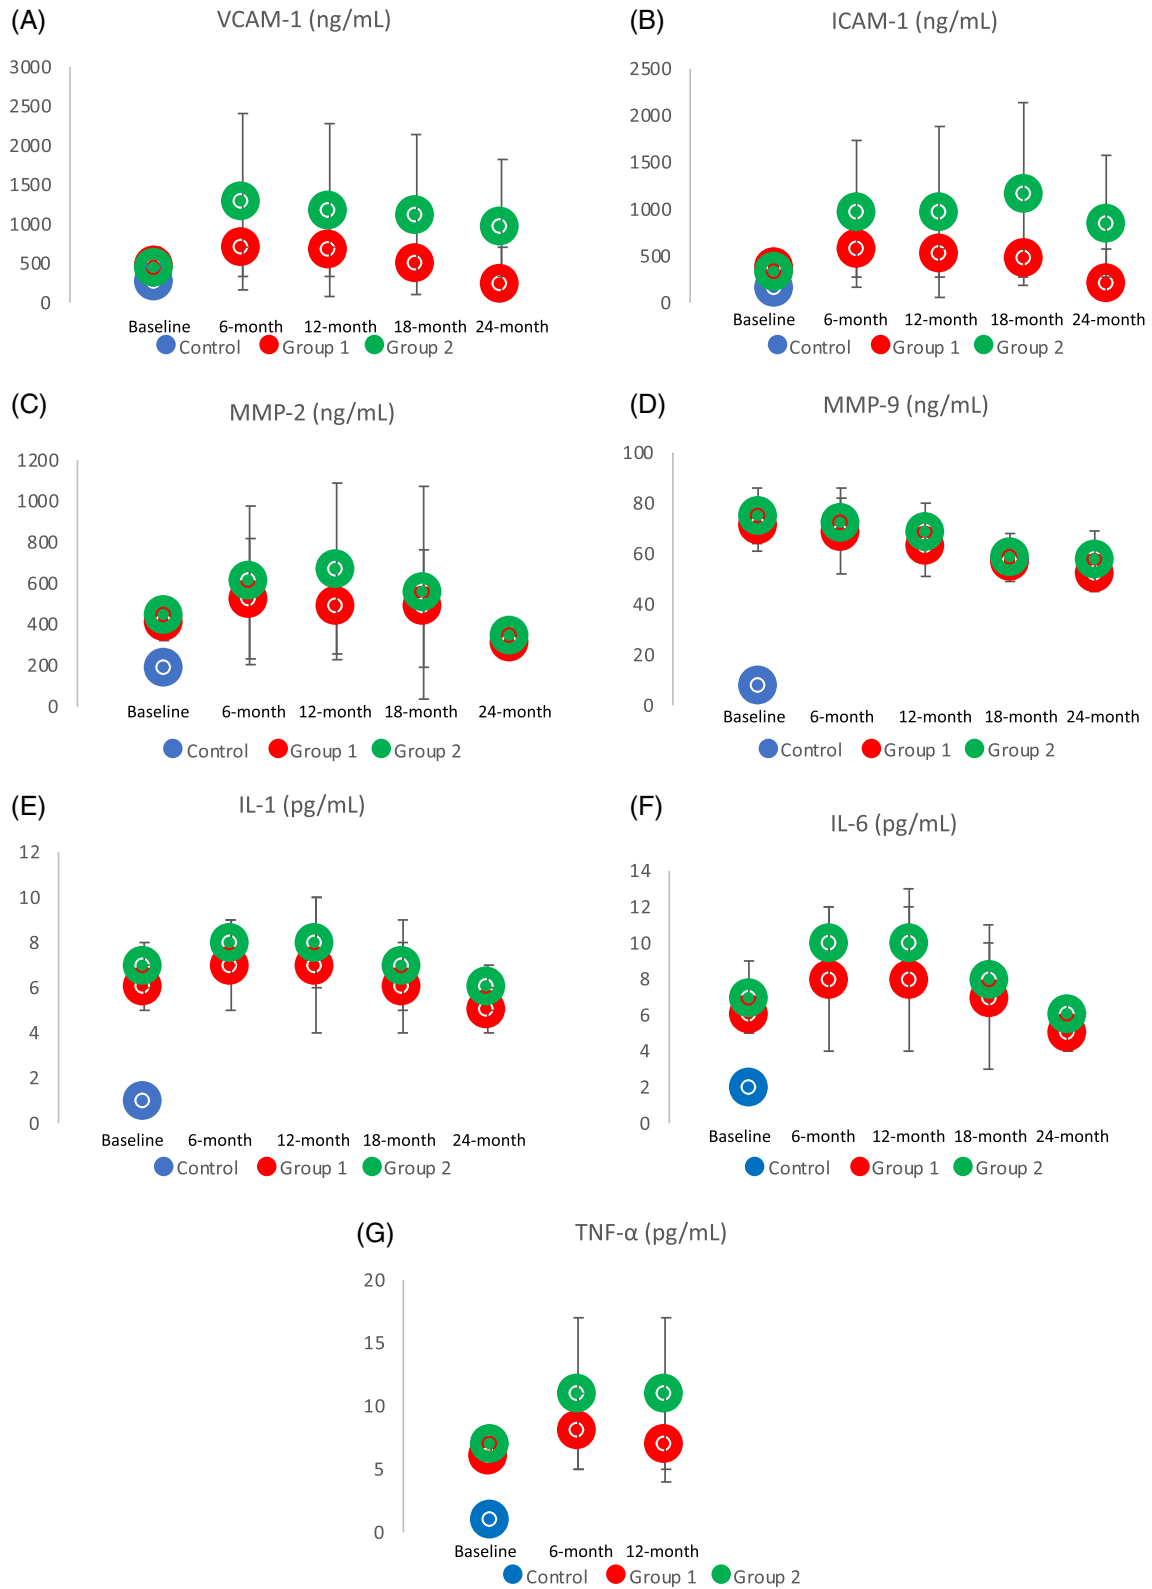 (A) VCAM-1 (ng/mL)
3000
2500
2000
1500
1000
500
0
Baseline 6-month 12-month 18-month 24-month
Control Group 1 Group 2
(B) ICAM-1 (ng/mL)
2500
2000
1500
1000
500
0
Baseline 6-month 12-month 18-month 24-month
Control Group 1 Group 2
(C) MMP-2 (ng/mL)
1200
1000
800
600
400
200
0
Baseline 6-month 12-month 18-month 24-month
Control Group 1 Group 2
(D) MMP-9 (ng/mL)
100
80
60
40
20
0
Baseline 6-month 12-month 18-month 24-month
Control Group 1 Group 2
(E) IL-1 (pg/mL)
12
10
8
6
4
2
0
Baseline 6-month 12-month 18-month 24-month
Control Group 1 Group 2
(F) IL-6 (pg/mL)
14
12
10
8
6
4
2
0
Baseline 6-month 12-month 18-month 24-month
Control Group 1 Group 2
(G) TNF-α (pg/mL)
20
15
10
5
0
Baseline 6-month 12-month
Control Group 1 Group 2